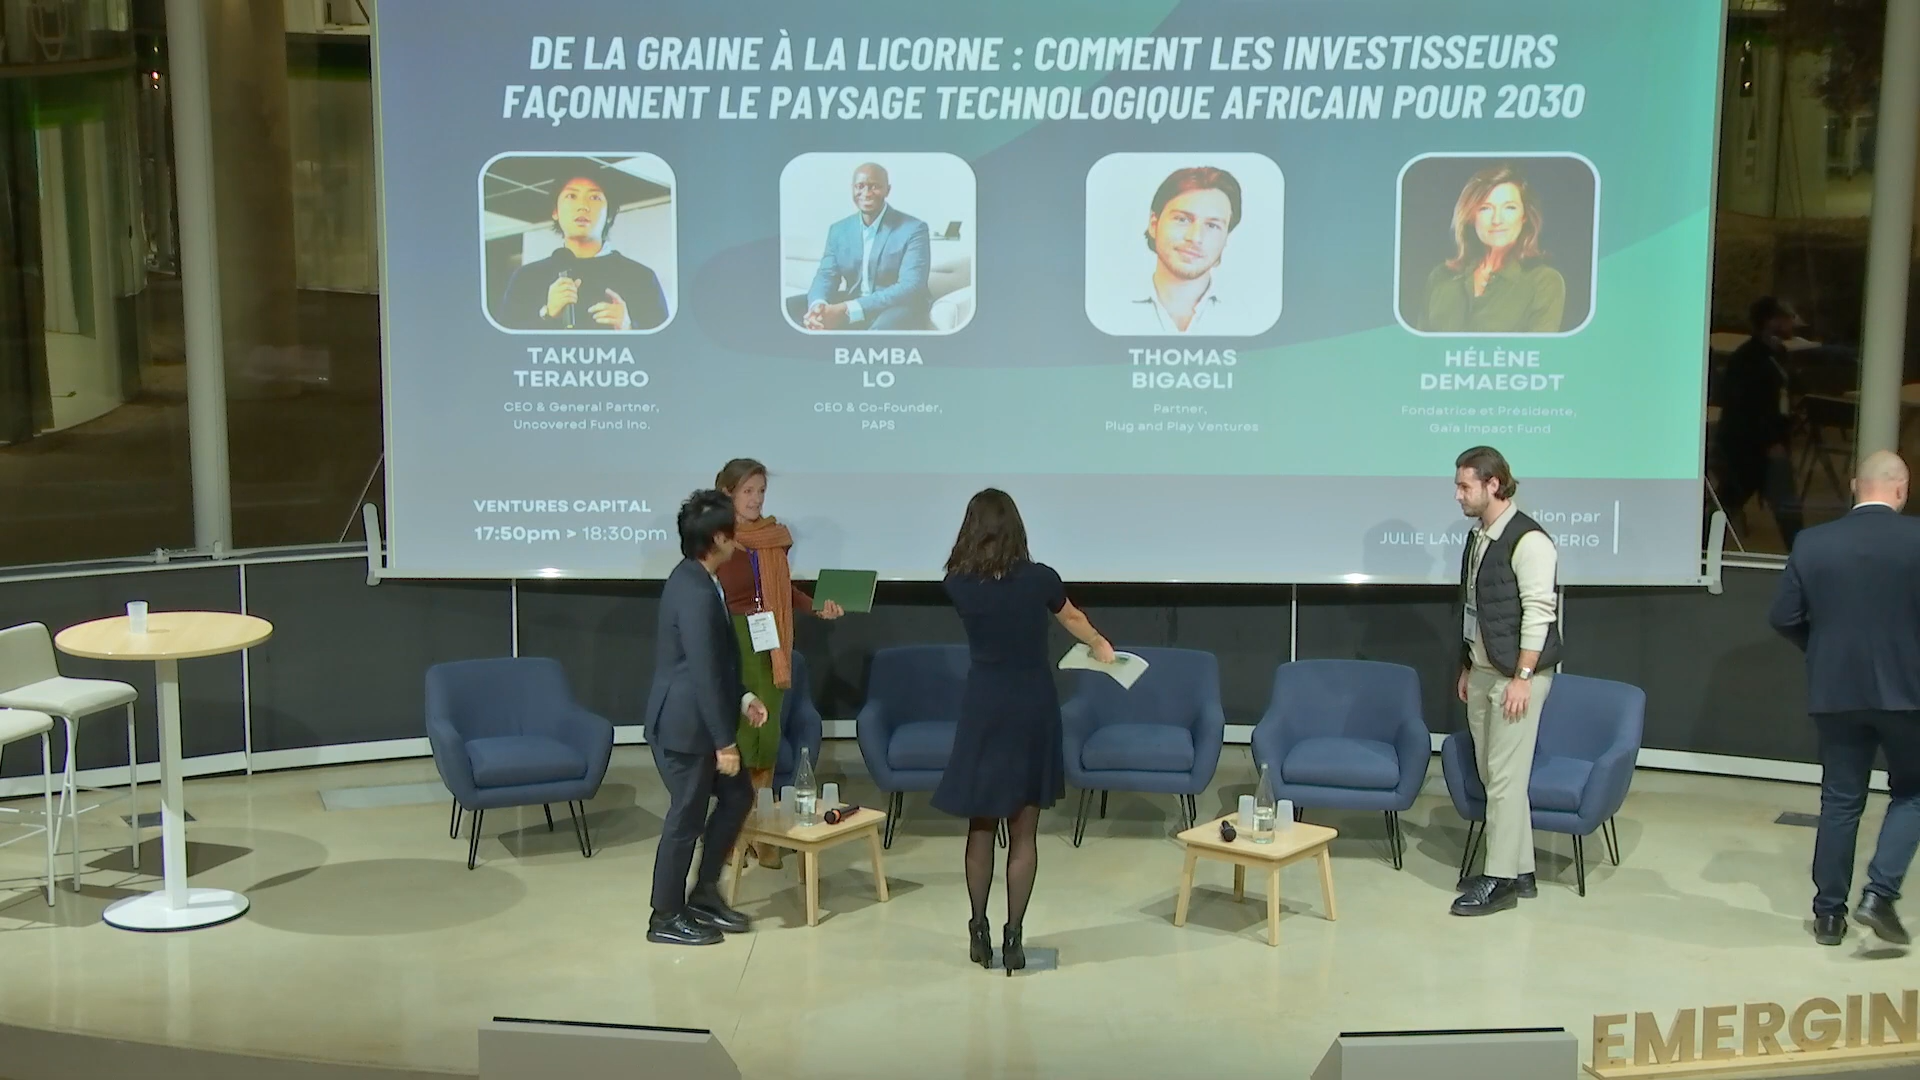 DE LA GRAINE À LA LICORNE : COMMENT LES INVESTISSEURS
FAÇONNENT LE PAYSAGE TECHNOLOGIQUE AFRICAIN POUR 2030
TAKUMA
TERAKUBO
CEO & General Partner,
Uncovered Fund Inc.
BAMBA
LO
CEO & Co-Founder,
PAPS
THOMAS
BIGAGLI
Partner,
Plug and Play Ventures
HÉLÈNE
DEMAEGDT
Fondatrice et Présidente,
Gaïa Impact Fund
VENTURES CAPITAL
17:50pm > 18:30pm
par
JULIE
EMERGIN